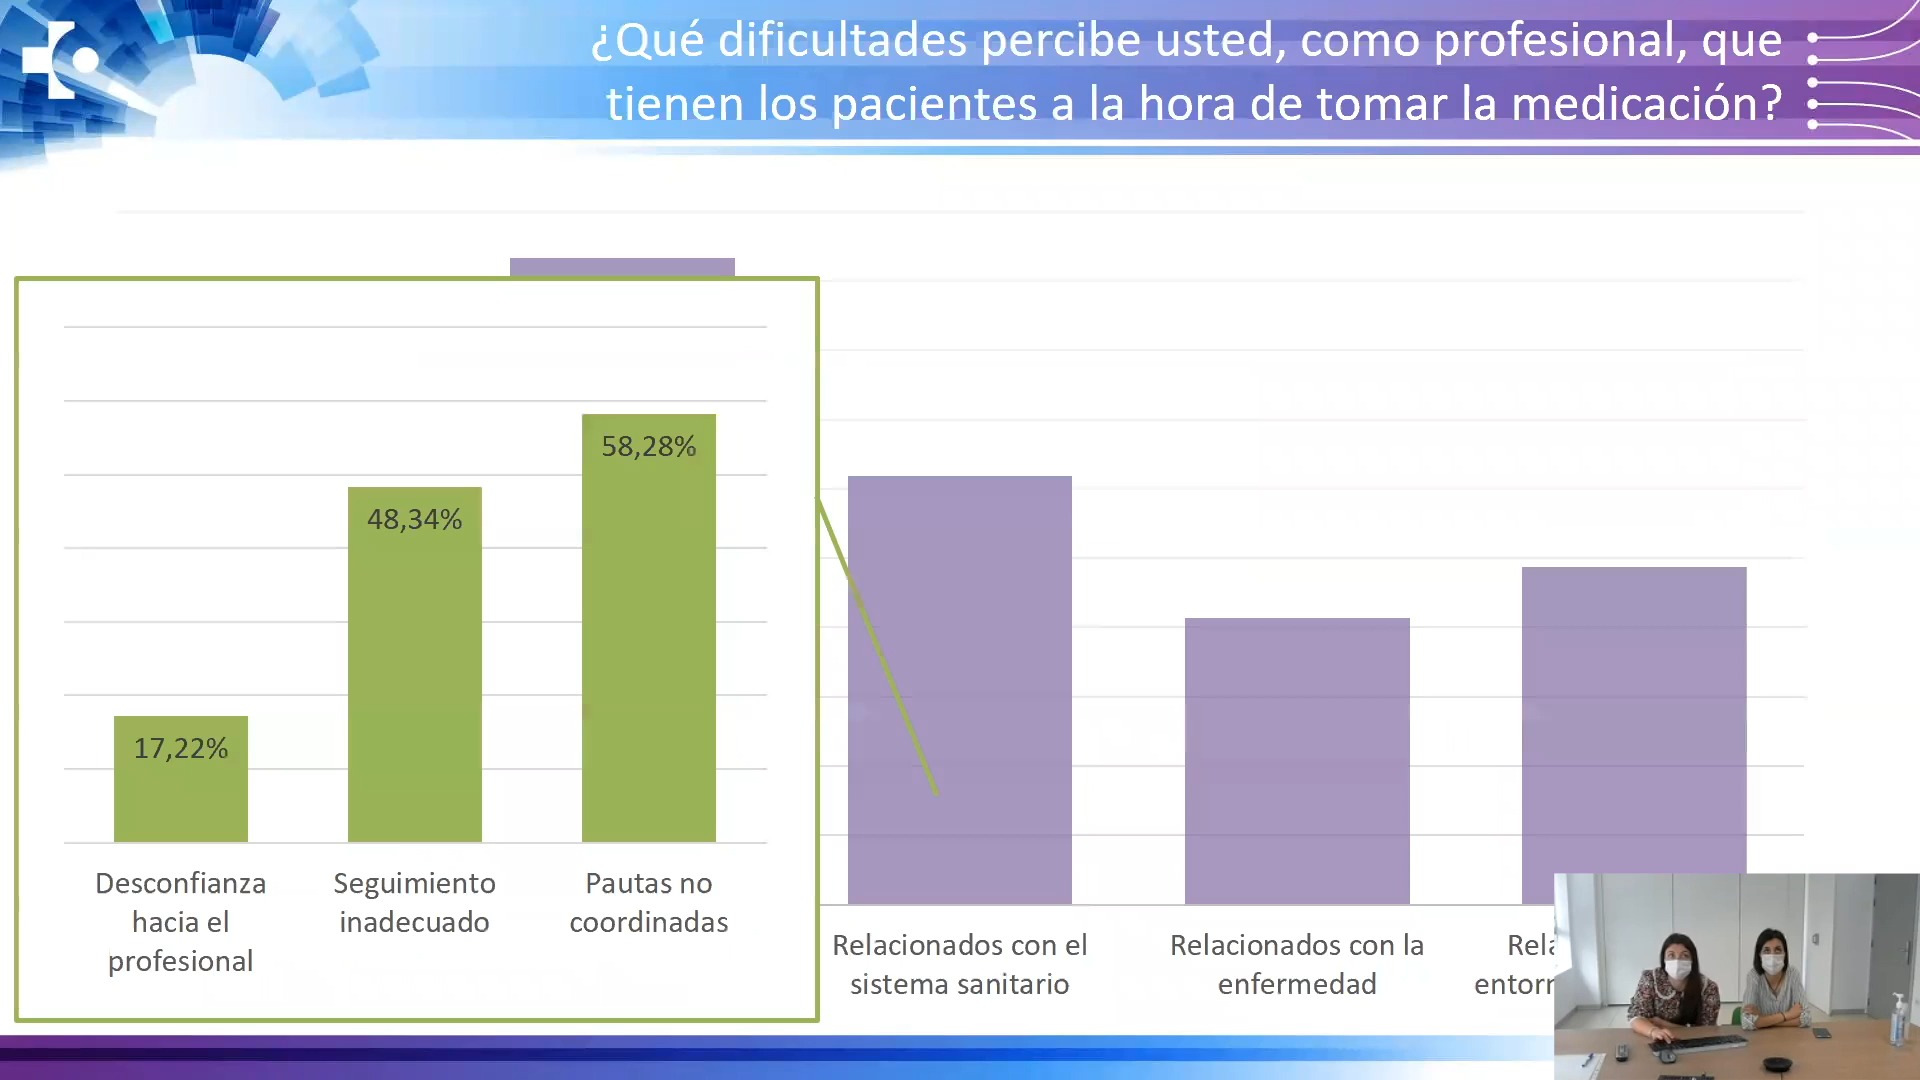 ¿Qué dificultades percibe usted, como profesional, que
tienen los pacientes a la hora de tomar la medicación?
58,28%
48,34%
17,22%
Desconfianza
hacia el
profesional
Seguimiento
inadecuado
Pautas no
coordinadas
Relacionados con el
sistema sanitario
Relacionados con la
enfermedad